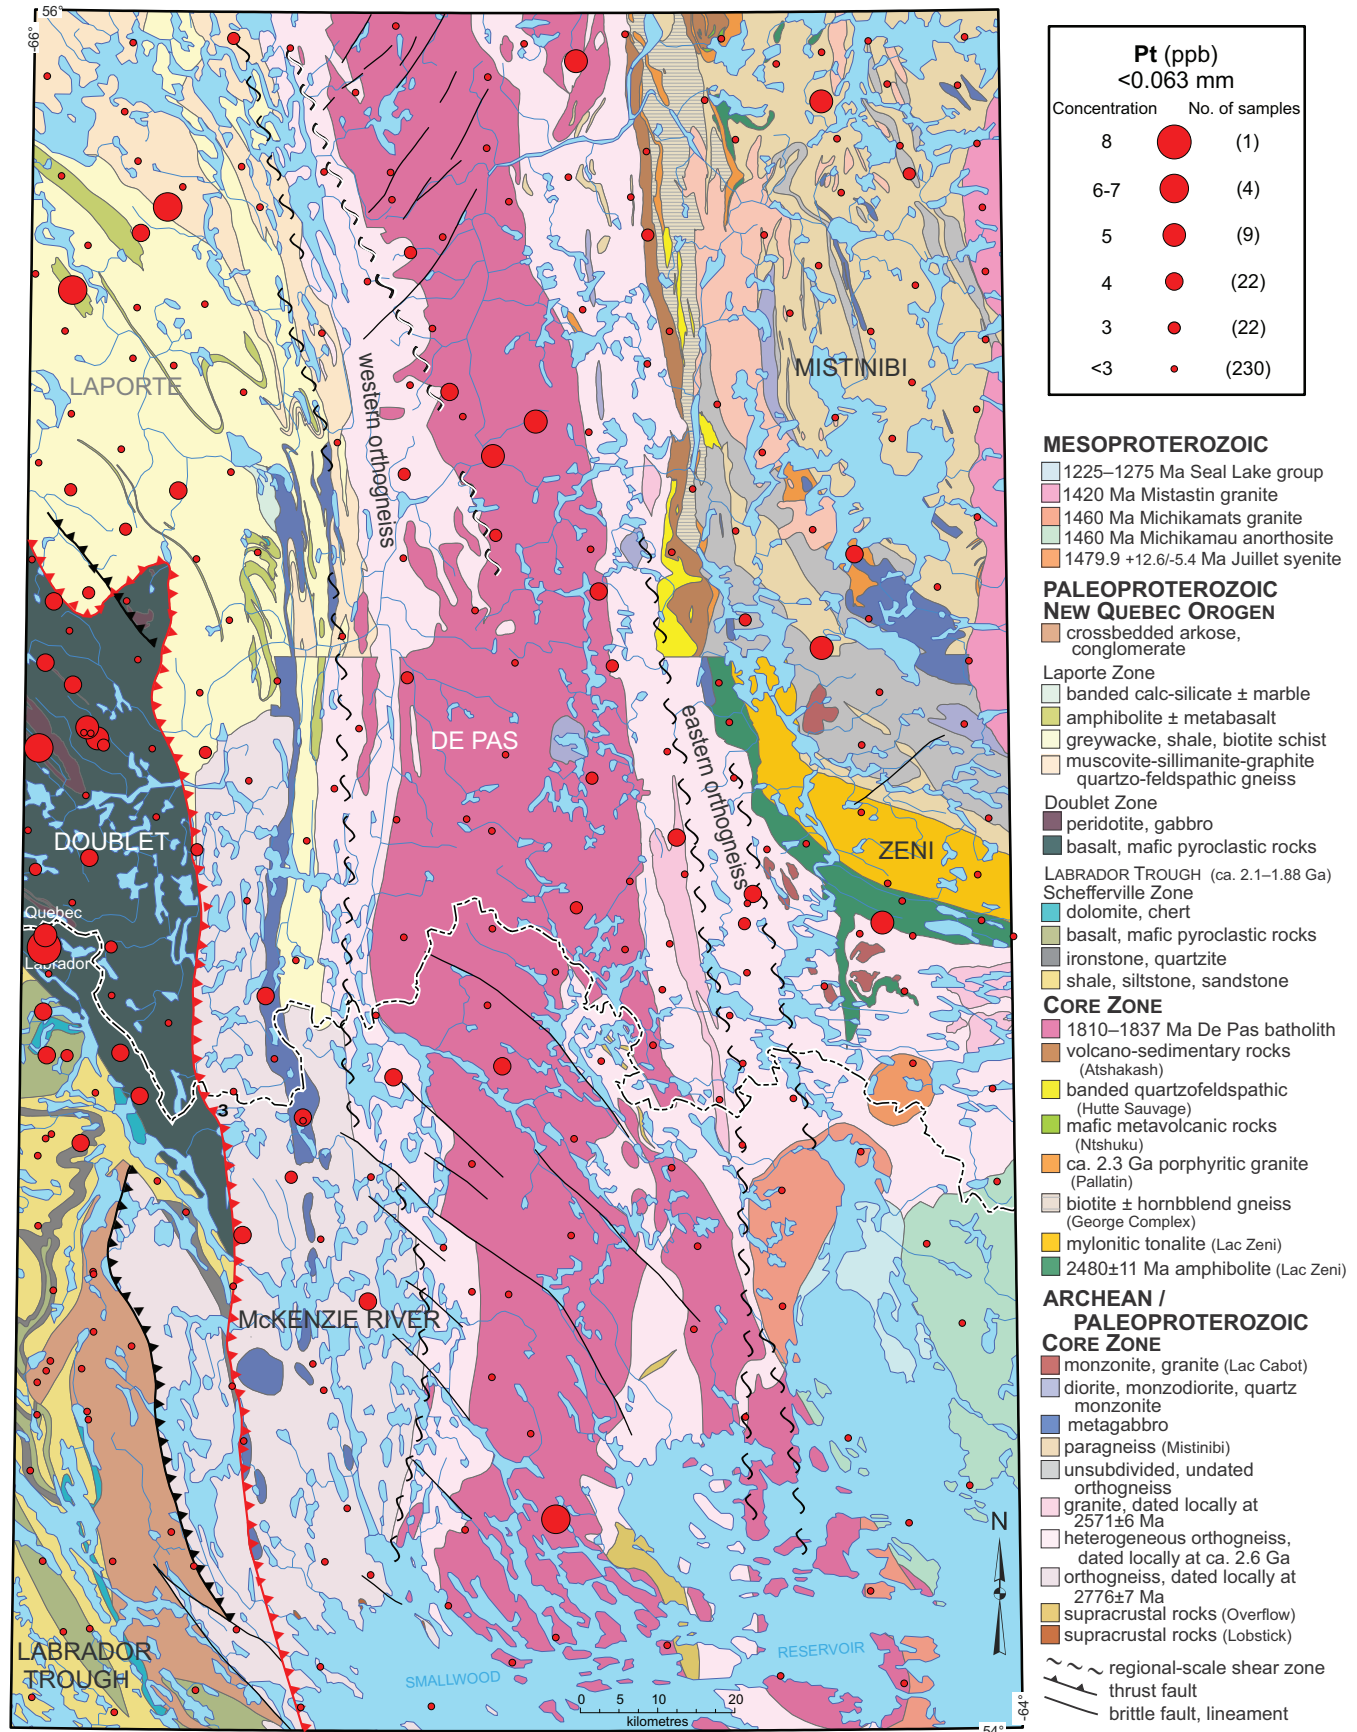 56°
-66°
LAPORTE
western orthogneiss
MISTINIBI
DE PAS
eastern orthogneiss
DOUBLET
ZENI
Quebec
Labrador
3
McKENZIE RIVER
LABRADOR
TROUGH
SMALLWOOD
RESERVOIR
0 5 10 20
kilometres
N
-64°
54°
Pt (ppb)
<0.063 mm
Concentration No. of samples
8 (1)
6-7 (4)
5 (9)
4 (22)
3 (22)
<3 (230)
MESOPROTEROZOIC
1225–1275 Ma Seal Lake group
1420 Ma Mistastin granite
1460 Ma Michikamats granite
1460 Ma Michikamau anorthosite
1479.9 +12.6/-5.4 Ma Juillet syenite
PALEOPROTEROZOIC
NEW QUEBEC OROGEN
crossbedded arkose,
conglomerate
Laporte Zone
banded calc-silicate ± marble
amphibolite ± metabasalt
greywacke, shale, biotite schist
muscovite-sillimanite-graphite
quartzo-feldspathic gneiss
Doublet Zone
peridotite, gabbro
basalt, mafic pyroclastic rocks
LABRADOR TROUGH (ca. 2.1–1.88 Ga)
Schefferville Zone
dolomite, chert
basalt, mafic pyroclastic rocks
ironstone, quartzite
shale, siltstone, sandstone
CORE ZONE
1810–1837 Ma De Pas batholith
volcano-sedimentary rocks
(Atshakash)
banded quartzofeldspathic
(Hutte Sauvage)
mafic metavolcanic rocks
(Ntshuku)
ca. 2.3 Ga porphyritic granite
(Pallatin)
biotite ± hornbblend gneiss
(George Complex)
mylonitic tonalite (Lac Zeni)
2480±11 Ma amphibolite (Lac Zeni)
ARCHEAN /
PALEOPROTEROZOIC
CORE ZONE
monzonite, granite (Lac Cabot)
diorite, monzodiorite, quartz
monzonite
metagabbro
paragneiss (Mistinibi)
unsubdivided, undated
orthogneiss
granite, dated locally at
2571±6 Ma
heterogeneous orthogneiss,
dated locally at ca. 2.6 Ga
orthogneiss, dated locally at
2776±7 Ma
supracrustal rocks (Overflow)
supracrustal rocks (Lobstick)
regional-scale shear zone
thrust fault
brittle fault, lineament